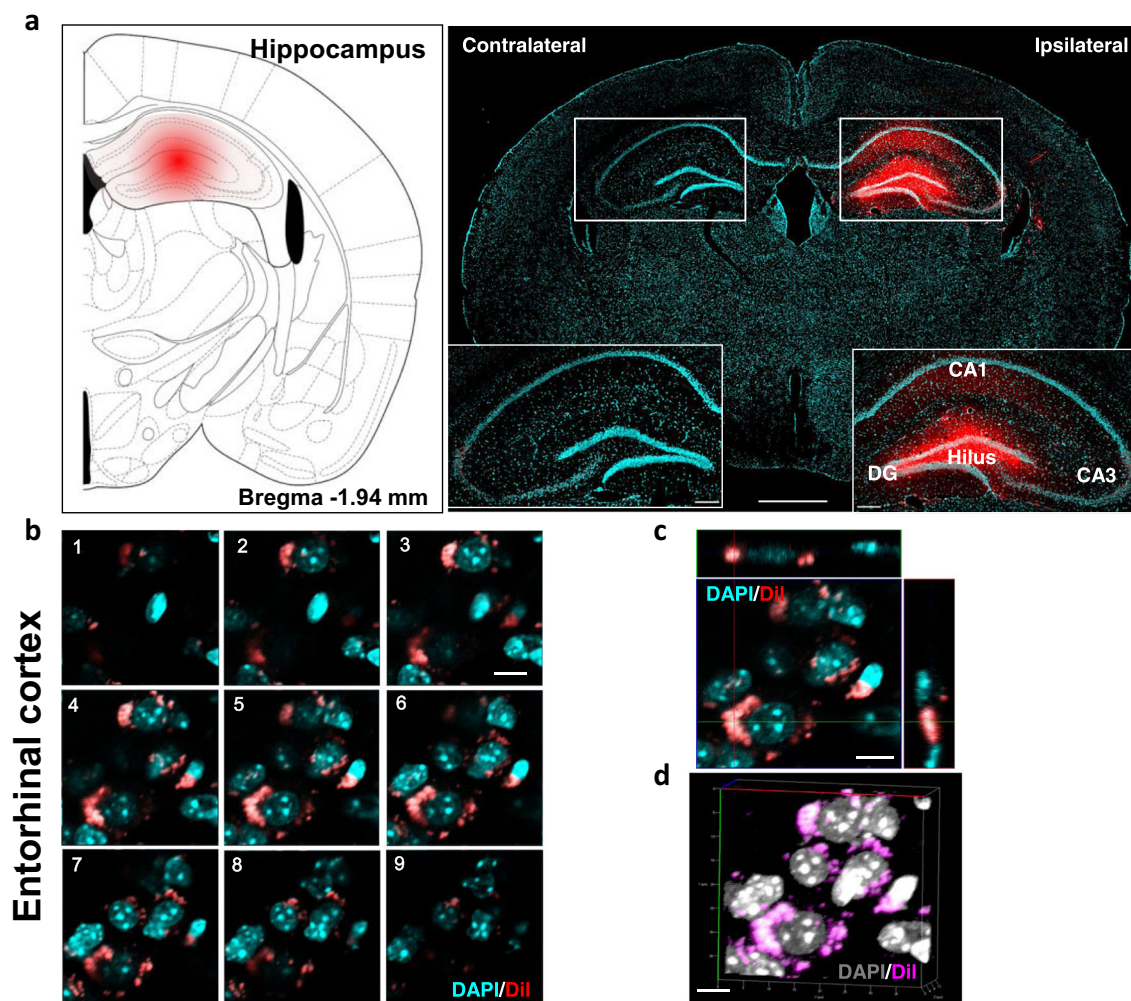 a
Hippocampus
Bregma -1.94 mm
Contralateral
Ipsilateral
CA1
Hilus
DG
CA3
b
Entorhinal cortex
1
2
3
4
5
6
7
8
9
DAPI/DiI
c
DAPI/DiI
d
DAPI/DiI